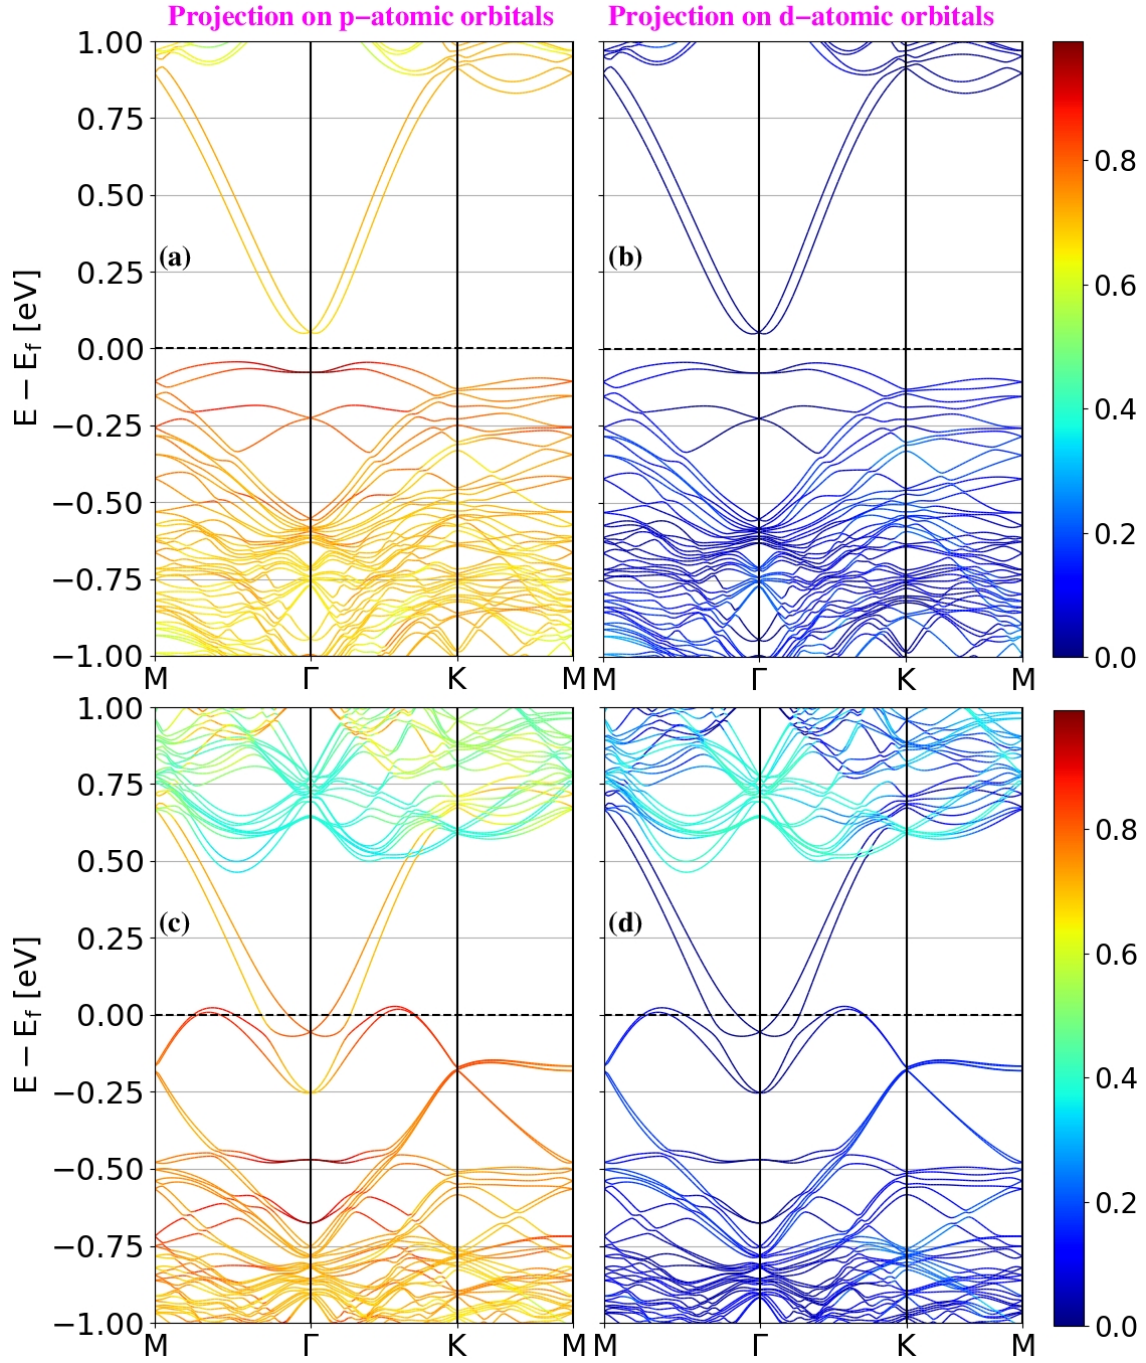 Projection on p−atomic orbitals
Projection on d−atomic orbitals
1.00
0.75
0.50
0.25
0.00
−0.25
−0.50
−0.75
−1.00
E − Ef [eV]
(a)
(b)
M
Γ
K
M
M
Γ
K
M
0.8
0.6
0.4
0.2
0.0
1.00
0.75
0.50
0.25
0.00
−0.25
−0.50
−0.75
−1.00
E − Ef [eV]
(c)
(d)
M
Γ
K
M
M
Γ
K
M
0.8
0.6
0.4
0.2
0.0